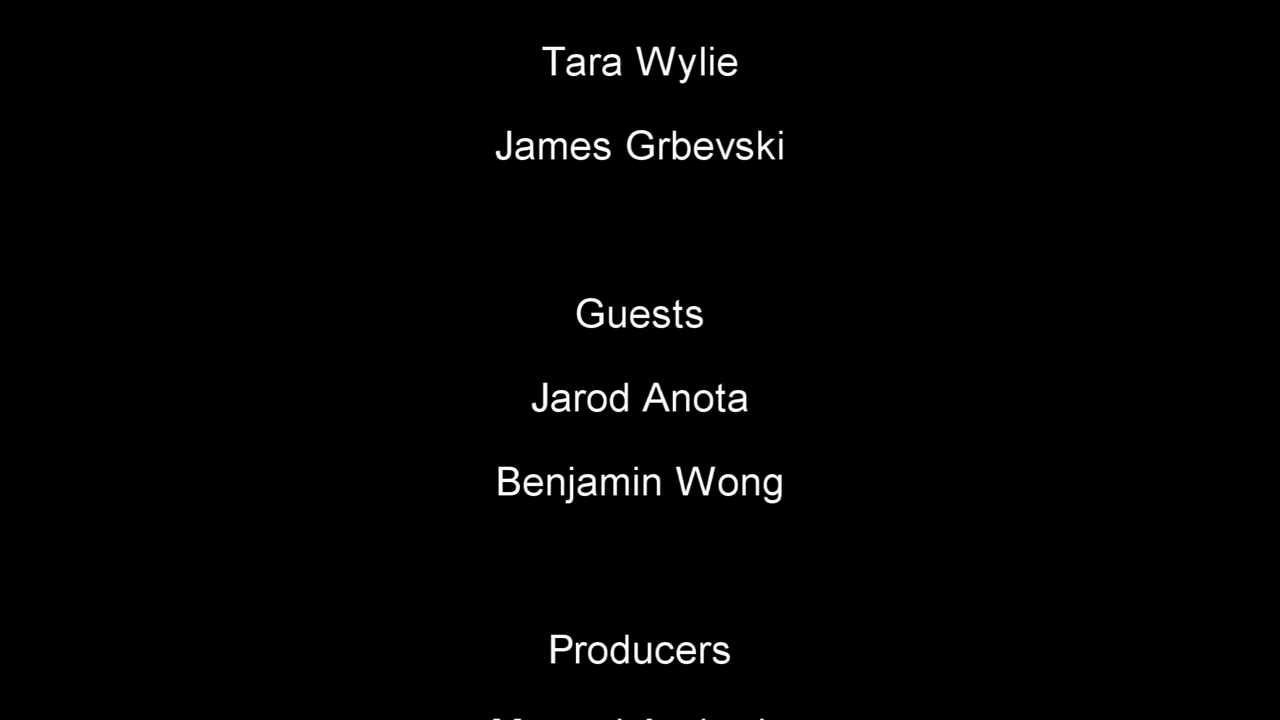 Tara Wylie
James Grbevski
Guests
Jarod Anota
Benjamin Wong
Producers